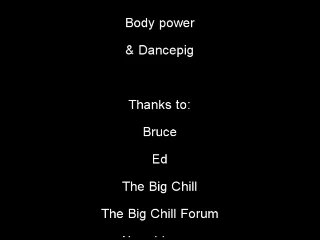 Body power
& Dancepig
Thanks to:
Bruce
Ed
The Big Chill
The Big Chill Forum